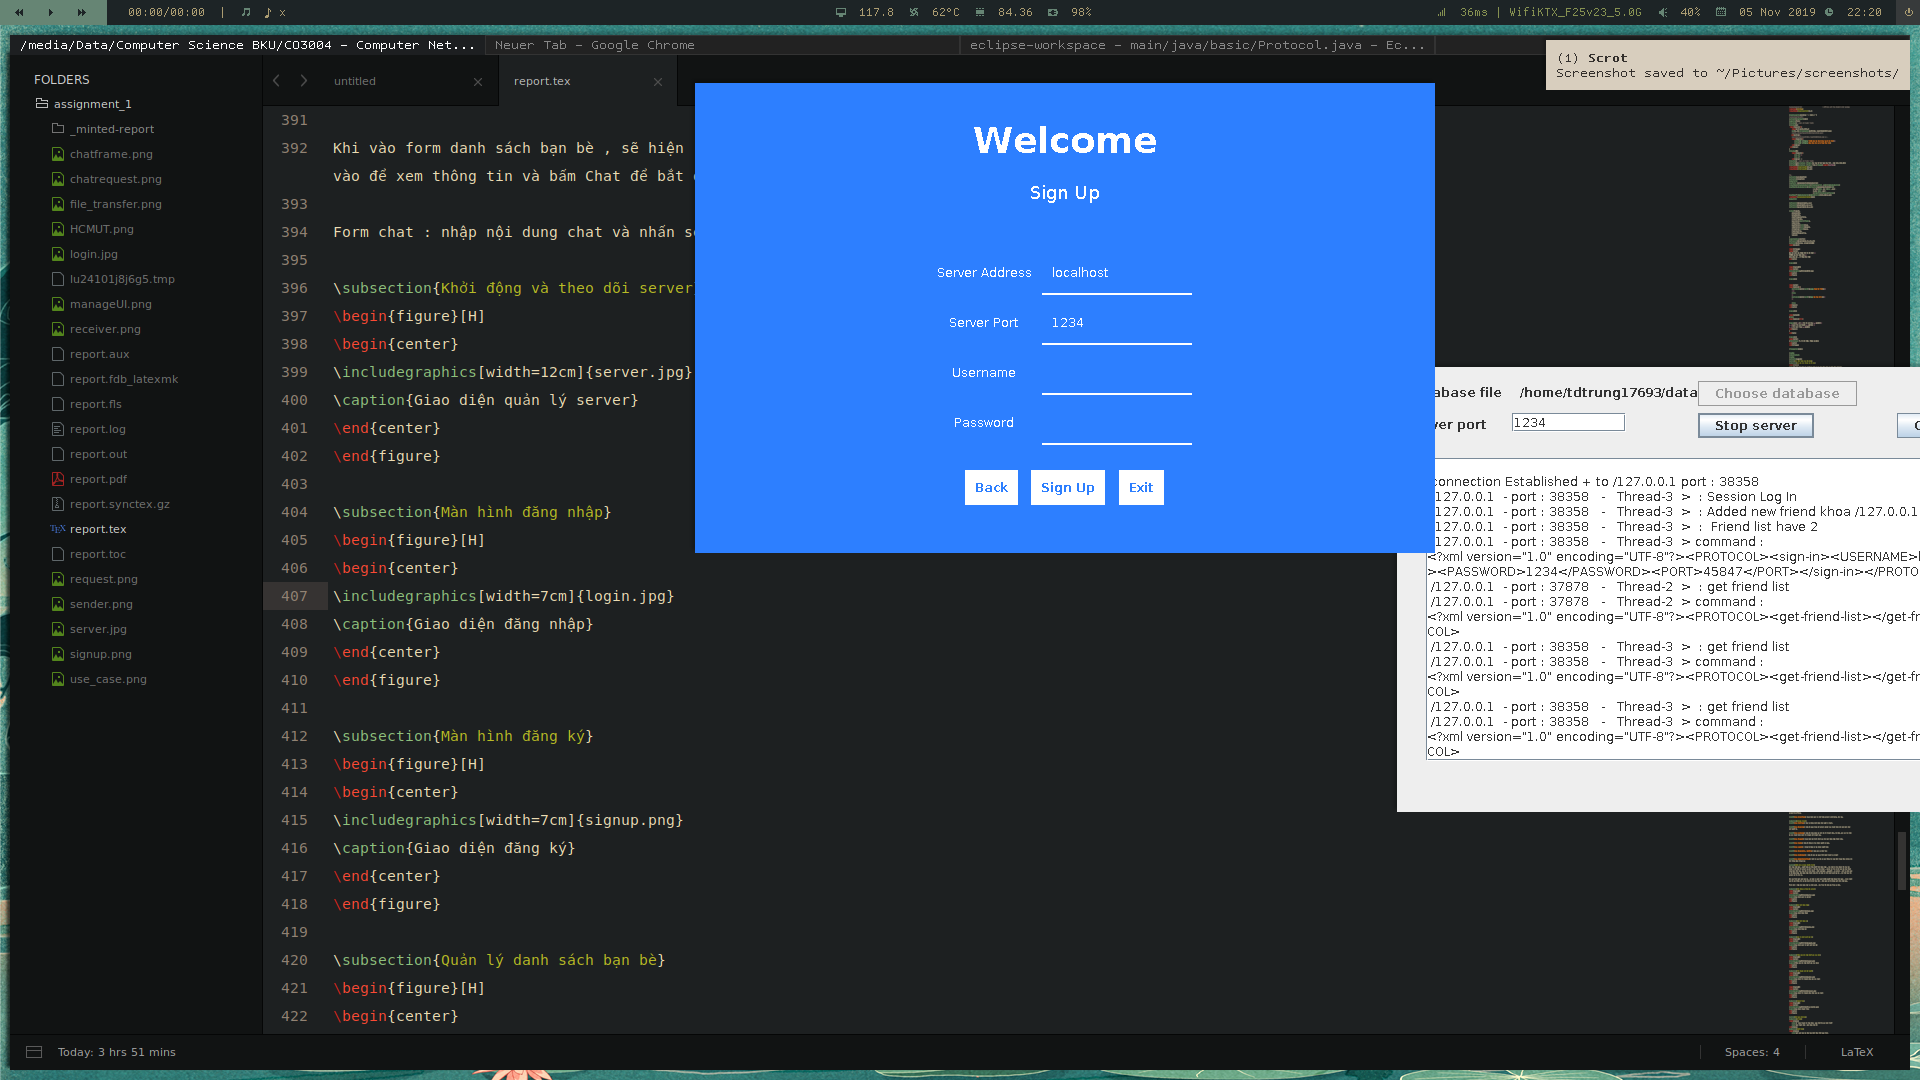 00:00/00:00 | x
117.8 62°C 84.36 98%
36ms | WifiKTX_F25v23_5.0G 40% 05 Nov 2019 22:20
/media/Data/Computer Science BKU/CO3004 - Computer Net...
Neuer Tab - Google Chrome
eclipse-workspace - main/java/basic/Protocol.java - Ec...
(1) Scrot
Screenshot saved to ~/Pictures/screenshots/
FOLDERS
assignment_1
_minted-report
chatframe.png
chatrequest.png
file_transfer.png
HCMUT.png
login.jpg
lu24101j8j6g5.tmp
manageUI.png
receiver.png
report.aux
report.fdb_latexmk
report.fls
report.log
report.out
report.pdf
report.synctex.gz
TEX report.tex
report.toc
request.png
sender.png
server.jpg
signup.png
use_case.png
untitled
report.tex
391
392 Khi vào form danh sách bạn bè , sẽ hiện
vào để xem thông tin và bấm Chat để bắt
393
394 Form chat : nhập nội dung chat và nhấn
395
396 \subsection{Khởi động và theo dõi server
397 \begin{figure}[H]
398 \begin{center}
399 \includegraphics[width=12cm]{server.jpg}
400 \caption{Giao diện quản lý server}
401 \end{center}
402 \end{figure}
403
404 \subsection{Màn hình đăng nhập}
405 \begin{figure}[H]
406 \begin{center}
407 \includegraphics[width=7cm]{login.jpg}
408 \caption{Giao diện đăng nhập}
409 \end{center}
410 \end{figure}
411
412 \subsection{Màn hình đăng ký}
413 \begin{figure}[H]
414 \begin{center}
415 \includegraphics[width=7cm]{signup.png}
416 \caption{Giao diện đăng ký}
417 \end{center}
418 \end{figure}
419
420 \subsection{Quản lý danh sách bạn bè}
421 \begin{figure}[H]
422 \begin{center}
Welcome
Sign Up
Server Address localhost
Server Port 1234
Username
Password
Back Sign Up Exit
abase file /home/tdtrung17693/data Choose database
ver port 1234 Stop server
connection Established + to /127.0.0.1 port : 38358
/127.0.0.1 - port : 38358 - Thread-3 > : Session Log In
/127.0.0.1 - port : 38358 - Thread-3 > : Added new friend khoa /127.0.0.1
/127.0.0.1 - port : 38358 - Thread-3 > : Friend list have 2
/127.0.0.1 - port : 38358 - Thread-3 > command :
<?xml version="1.0" encoding="UTF-8"?><PROTOCOL><sign-in><USERNAME>
><PASSWORD>1234</PASSWORD><PORT>45847</PORT></sign-in></PROTO
/127.0.0.1 - port : 37878 - Thread-2 > : get friend list
/127.0.0.1 - port : 37878 - Thread-2 > command :
<?xml version="1.0" encoding="UTF-8"?><PROTOCOL><get-friend-list></get-fr
COL>
/127.0.0.1 - port : 38358 - Thread-3 > : get friend list
/127.0.0.1 - port : 38358 - Thread-3 > command :
<?xml version="1.0" encoding="UTF-8"?><PROTOCOL><get-friend-list></get-fr
COL>
/127.0.0.1 - port : 38358 - Thread-3 > : get friend list
/127.0.0.1 - port : 38358 - Thread-3 > command :
<?xml version="1.0" encoding="UTF-8"?><PROTOCOL><get-friend-list></get-fr
COL>
Today: 3 hrs 51 mins
Spaces: 4
LaTeX